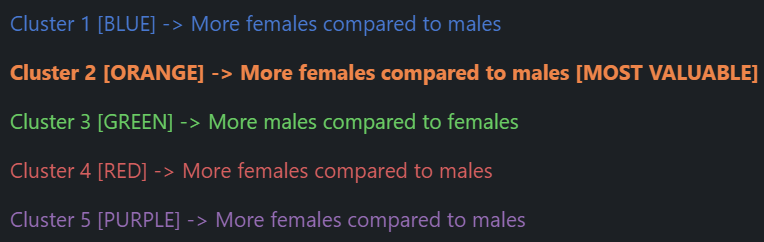 Cluster 1 [BLUE] -> More females compared to males
Cluster 2 [ORANGE] -> More females compared to males [MOST VALUABLE]
Cluster 3 [GREEN] -> More males compared to females
Cluster 4 [RED] -> More females compared to males
Cluster 5 [PURPLE] -> More females compared to males